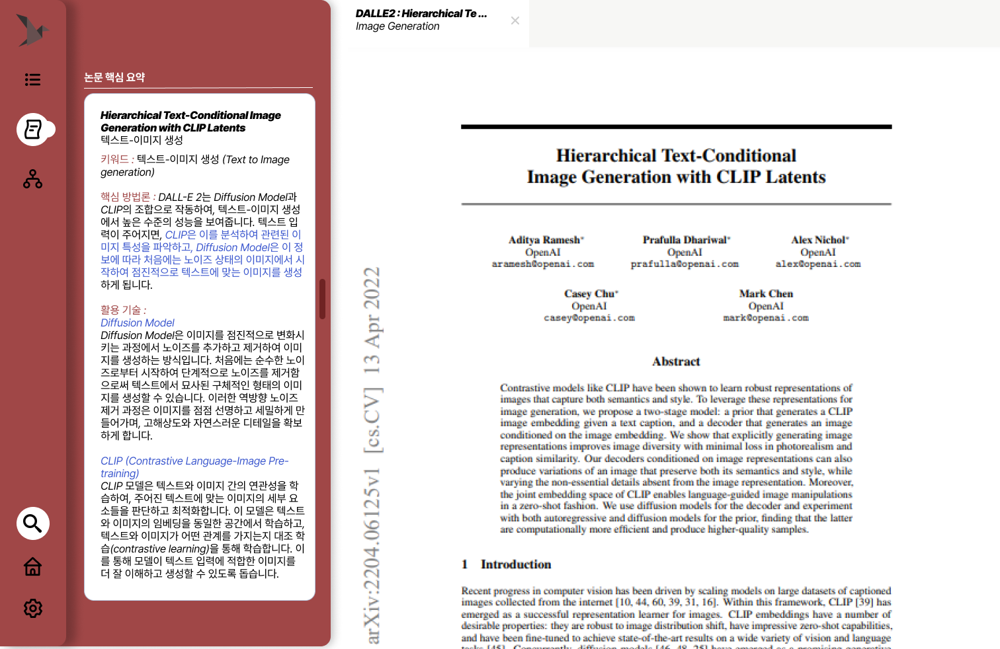 논문 핵심 요약
Hierarchical Text-Conditional Image
Generation with CLIP Latents
텍스트-이미지 생성
키워드 : 텍스트-이미지 생성 (Text to Image
generation)
핵심 방법론 : DALL-E 2는 Diffusion Model과
CLIP의 조합으로 작동하여, 텍스트-이미지 생성
에서 높은 수준의 성능을 보여줍니다. 텍스트 입
력이 주어지면, CLIP은 이를 분석하여 관련된 이
미지 특성을 파악하고, Diffusion Model은 이 정
보에 따라 처음에는 노이즈 상태의 이미지에서 시
작하여 점진적으로 텍스트에 맞는 이미지를 생성
하게 됩니다.
활용 기술 :
Diffusion Model
Diffusion Model은 이미지를 점진적으로 변화시
키는 과정에서 노이즈를 추가하고 제거하여 이미
지를 생성하는 방식입니다. 처음에는 순수한 노이
즈로부터 시작하여 단계적으로 노이즈를 제거함
으로써 텍스트에서 묘사된 구체적인 형태의 이미
지를 생성할 수 있습니다. 이러한 역방향 노이즈
제거 과정은 이미지를 점점 선명하고 세밀하게 만
들어가며, 고해상도와 자연스러운 디테일을 확보
하게 합니다.
CLIP (Contrastive Language-Image Pre-
training)
CLIP 모델은 텍스트와 이미지 간의 연관성을 학
습하여, 주어진 텍스트에 맞는 이미지의 세부 요
소들을 판단하고 최적화합니다. 이 모델은 텍스트
와 이미지의 임베딩을 동일한 공간에서 학습하고,
텍스트와 이미지가 어떤 관계를 가지는지 대조 학
습(contrastive learning)을 통해 학습합니다. 이
를 통해 모델이 텍스트 입력에 적합한 이미지를
더 잘 이해하고 생성할 수 있도록 돕습니다.
DALLE2 : Hierarchical Te ...
Image Generation
Hierarchical Text-Conditional
Image Generation with CLIP Latents
Aditya Ramesh* Prafulla Dhariwal* Alex Nichol*
OpenAI OpenAI OpenAI
aramesh@openai.com prafulla@openai.com alex@openai.com
Casey Chu* Mark Chen
OpenAI OpenAI
casey@openai.com mark@openai.com
arXiv:2204.06125v1 [cs.CV] 13 Apr 2022
Abstract
Contrastive models like CLIP have been shown to learn robust representations of
images that capture both semantics and style. To leverage these representations for
image generation, we propose a two-stage model: a prior that generates a CLIP
image embedding given a text caption, and a decoder that generates an image
conditioned on the image embedding. We show that explicitly generating image
representations improves image diversity with minimal loss in photorealism and
caption similarity. Our decoders conditioned on image representations can also
produce variations of an image that preserve both its semantics and style, while
varying the non-essential details absent from the image representation. Moreover,
the joint embedding space of CLIP enables language-guided image manipulations
in a zero-shot fashion. We use diffusion models for the decoder and experiment
with both autoregressive and diffusion models for the prior, finding that the latter
are computationally more efficient and produce higher-quality samples.
1 Introduction
Recent progress in computer vision has been driven by scaling models on large datasets of captioned
images collected from the internet [10, 44, 60, 39, 31, 16]. Within this framework, CLIP [39] has
emerged as a successful representation learner for images. CLIP embeddings have a number of
desirable properties: they are robust to image distribution shift, have impressive zero-shot capabilities,
and have been fine-tuned to achieve state-of-the-art results on a wide variety of vision and language
tasks [45]. Concurrently, diffusion models [46, 48, 25] have emerged as a promising generative